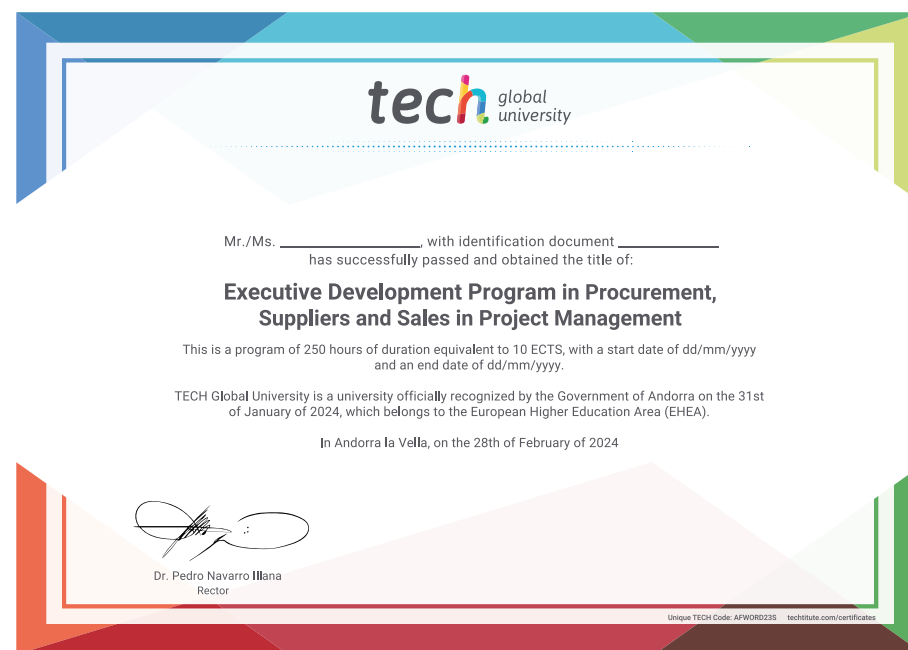 tech global
university
Mr./Ms. ____________________, with identification document ______________
has successfully passed and obtained the title of:
Executive Development Program in Procurement,
Suppliers and Sales in Project Management
This is a program of 250 hours of duration equivalent to 10 ECTS, with a start date of dd/mm/yyyy
and an end date of dd/mm/yyyy.
TECH Global University is a university officially recognized by the Government of Andorra on the 31st
of January of 2024, which belongs to the European Higher Education Area (EHEA).
In Andorra la Vella, on the 28th of February of 2024
Dr. Pedro Navarro Illana
Rector
Unique TECH Code: AFWORD23S techtitute.com/certificates